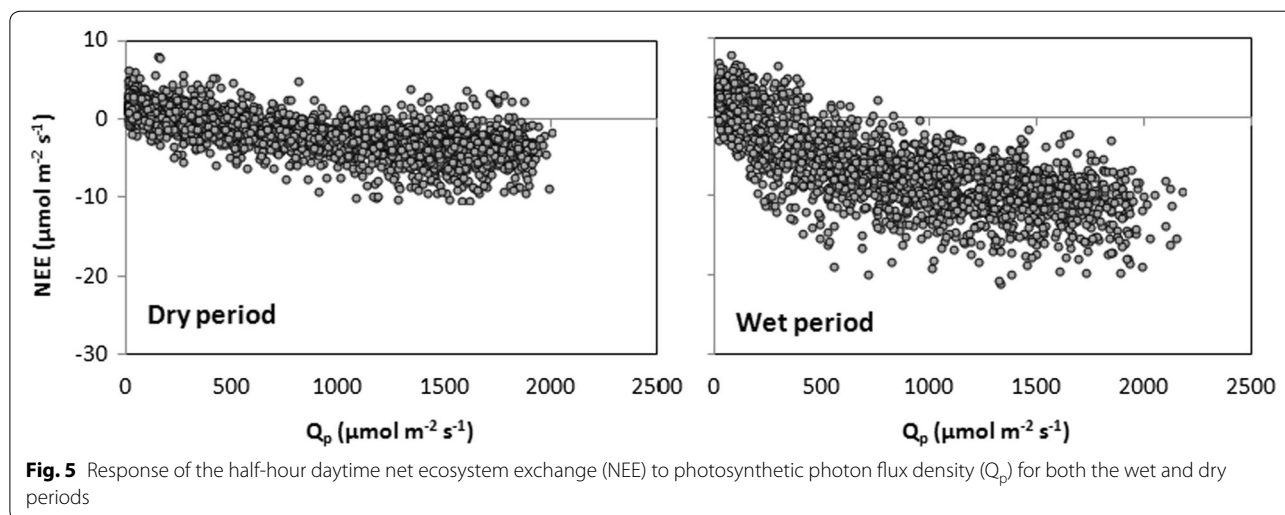 10
0
-10
-20
-30
NEE (µmol m⁻² s⁻¹)
Dry period
0 500 1000 1500 2000 2500
Qₚ (µmol m⁻² s⁻¹)
Wet period
0 500 1000 1500 2000 2500
Qₚ (µmol m⁻² s⁻¹)
Fig. 5 Response of the half-hour daytime net ecosystem exchange (NEE) to photosynthetic photon flux density (Qₚ) for both the wet and dry
periods